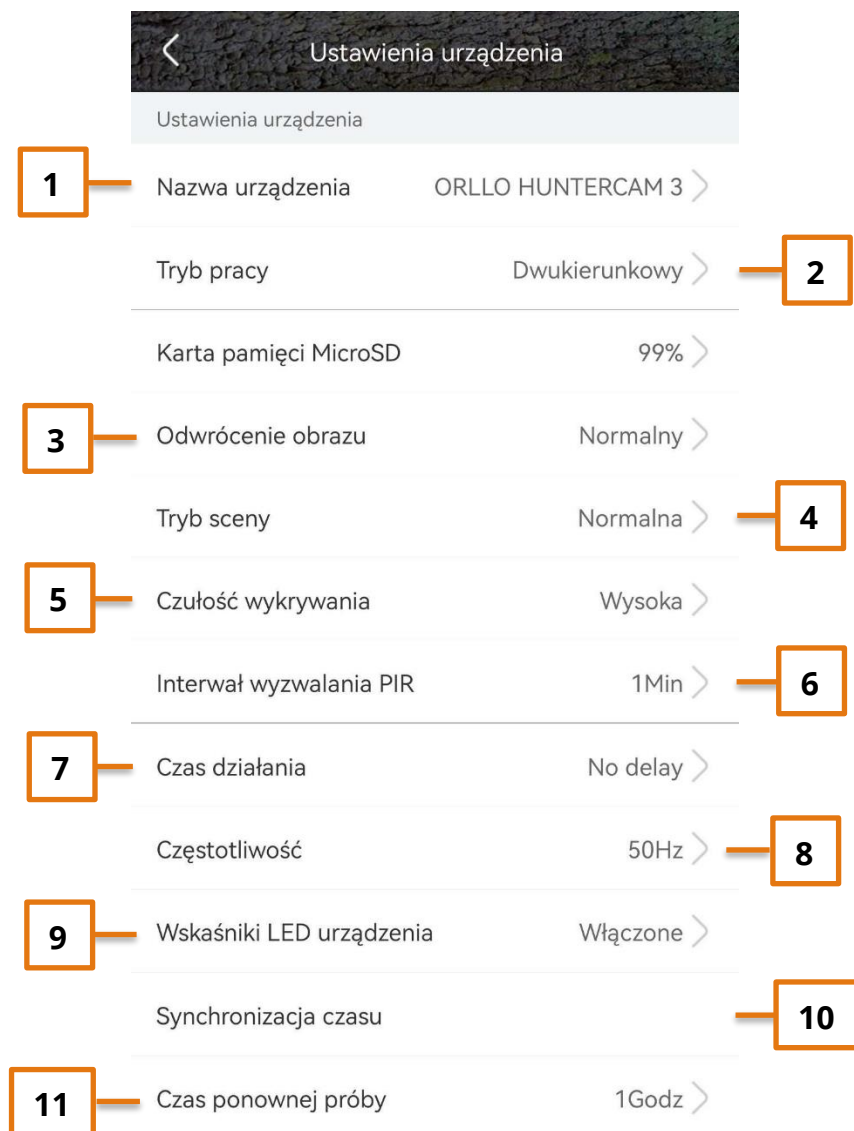 Ustawienia urządzenia
Ustawienia urządzenia
1 Nazwa urządzenia ORLLO HUNTERCAM 3
Tryb pracy Dwukierunkowy 2
Karta pamięci MicroSD 99%
3 Odwrócenie obrazu Normalny
Tryb sceny Normalna 4
5 Czułość wykrywania Wysoka
Interwał wyzwalania PIR 1Min 6
7 Czas działania No delay
Częstotliwość 50Hz 8
9 Wskaśniki LED urządzenia Włączone
Synchronizacja czasu 10
11 Czas ponownej próby 1Godz